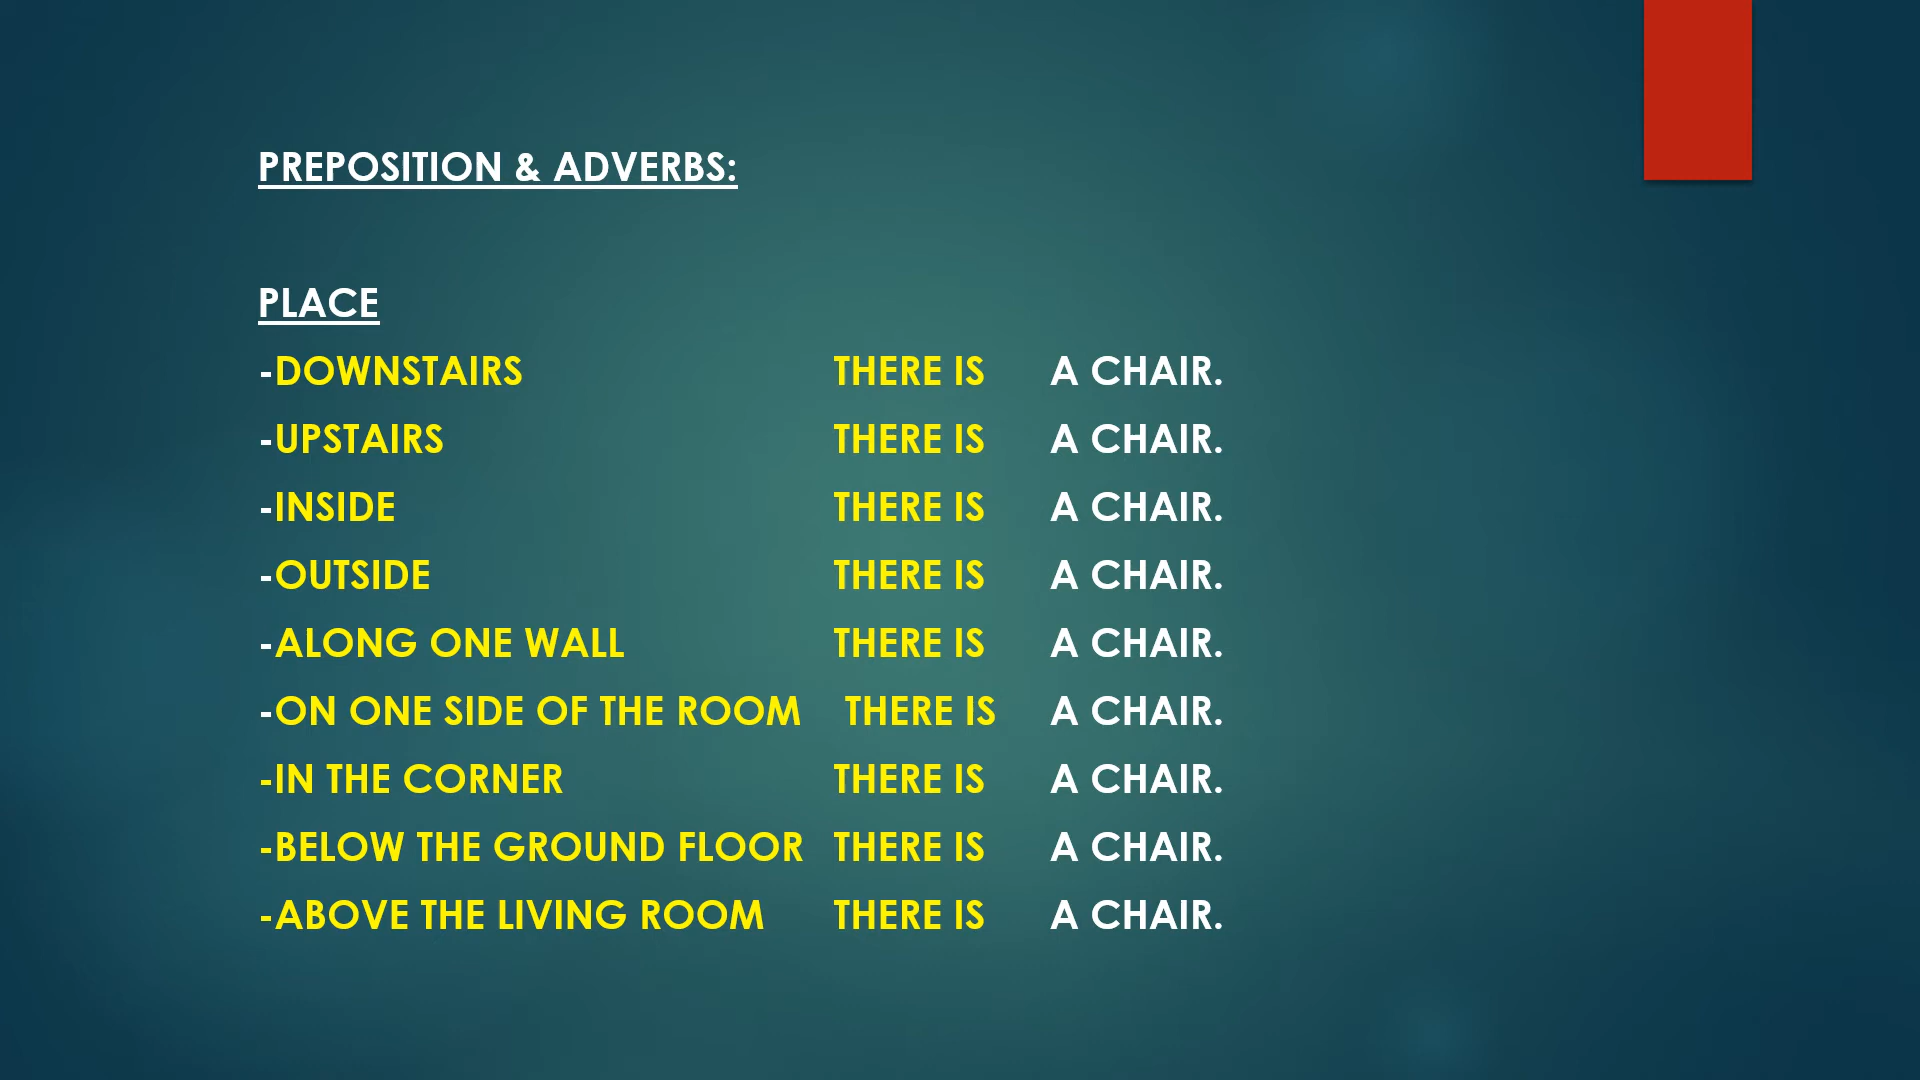 PREPOSITION & ADVERBS:
PLACE
-DOWNSTAIRS THERE IS A CHAIR.
-UPSTAIRS THERE IS A CHAIR.
-INSIDE THERE IS A CHAIR.
-OUTSIDE THERE IS A CHAIR.
-ALONG ONE WALL THERE IS A CHAIR.
-ON ONE SIDE OF THE ROOM THERE IS A CHAIR.
-IN THE CORNER THERE IS A CHAIR.
-BELOW THE GROUND FLOOR THERE IS A CHAIR.
-ABOVE THE LIVING ROOM THERE IS A CHAIR.